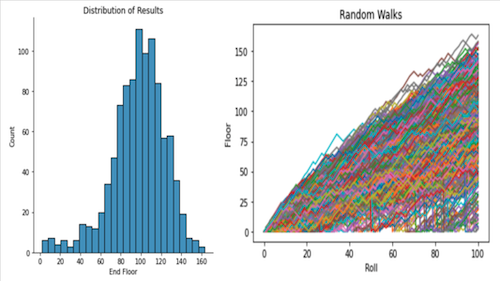 Distribution of Results
Count
100
80
60
40
20
0
0 20 40 60 80 100 120 140 160
End Floor
Random Walks
Floor
150
125
100
75
50
25
0
0 20 40 60 80 100
Roll